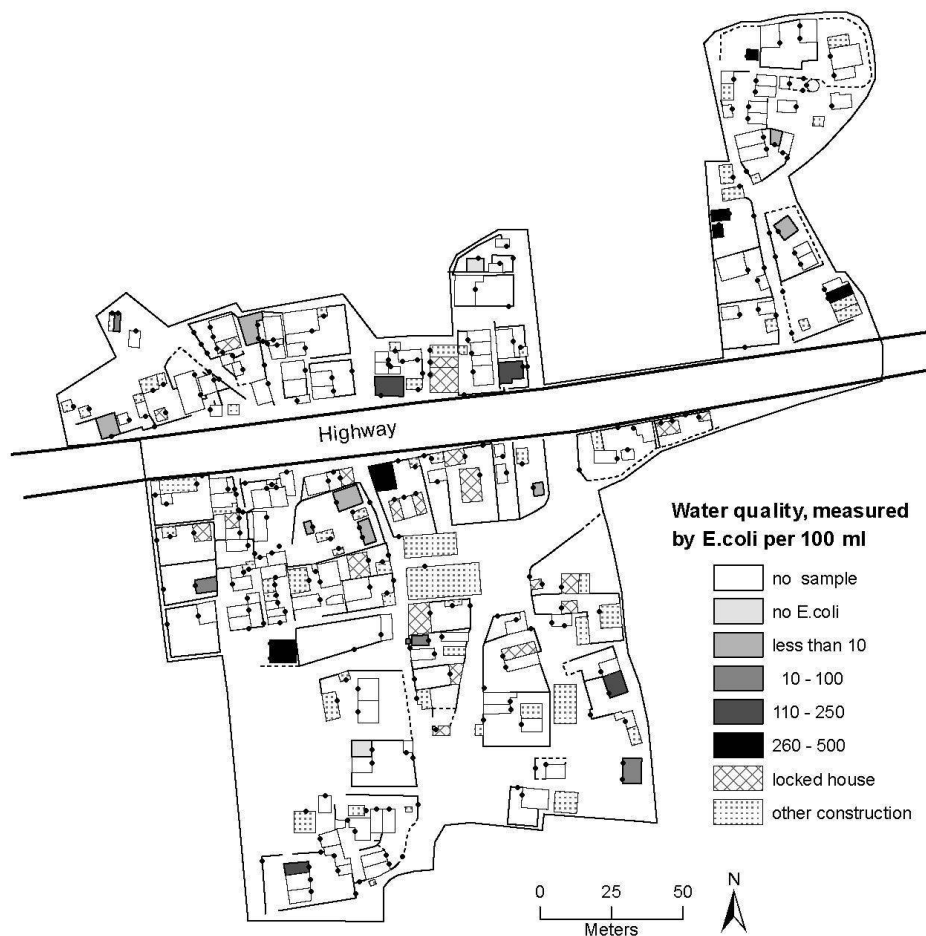 Highway
Water quality, measured
by E.coli per 100 ml
no sample
no E.coli
less than 10
10 - 100
110 - 250
260 - 500
locked house
other construction
0 25 50
Meters
N